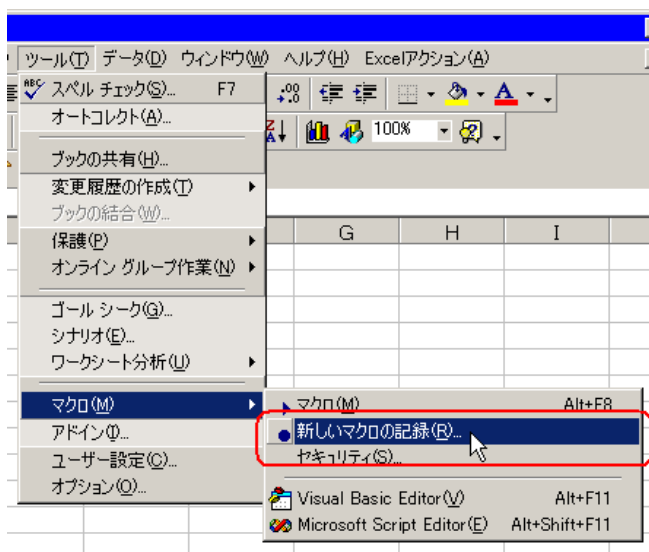 ツール(T) データ(D) ウィンドウ(W) ヘルプ(H) Excelアクション(A)
ABC スペル チェック(S)... F7
オートコレクト(A)...
100%
ブックの共有(H)...
変更履歴の作成(T)
ブックの結合(W)...
保護(P)
G H I
オンライン グループ作業(N)
ゴール シーク(G)...
シナリオ(E)...
ワークシート分析(U)
マクロ(M)
アドイン(I)...
ユーザー設定(C)...
オプション(O)...
マクロ(M) Alt+F8
新しいマクロの記録(R)...
セキュリティ(S)...
Visual Basic Editor(V) Alt+F11
Microsoft Script Editor(E) Alt+Shift+F11